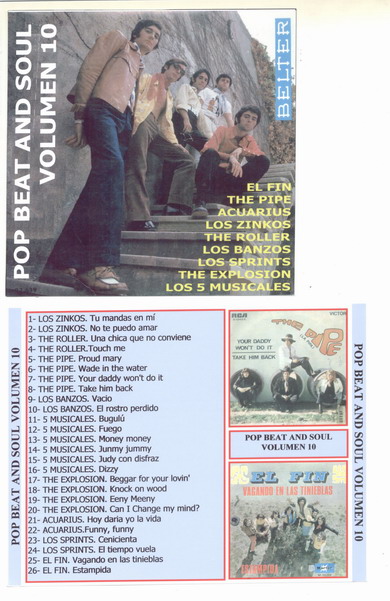 POP BEAT AND SOUL
VOLUMEN 10
BELTER
EL FIN
THE PIPE
ACUARIUS
LOS ZINKOS
THE ROLLER
LOS BANZOS
LOS SPRINTS
THE EXPLOSION
LOS 5 MUSICALES
POP BEAT AND SOUL VOLUMEN 10
1- LOS ZINKOS. Tu mandas en mí
2- LOS ZINKOS. No te puedo amar
3- THE ROLLER. Una chica que no conviene
4- THE ROLLER.Touch me
5- THE PIPE. Proud mary
6- THE PIPE. Wade in the water
7- THE PIPE. Your daddy won't do it
8- THE PIPE. Take him back
9- LOS BANZOS. Vacio
10- LOS BANZOS. El rostro perdido
11- 5 MUSICALES. Bugulú
12- 5 MUSICALES. Fuego
13- 5 MUSICALES. Money money
14- 5 MUSICALES. Junmy jummy
15- 5 MUSICALES. Judy con disfraz
16- 5 MUSICALES. Dizzy
17- THE EXPLOSION. Beggar for your lovin'
18- THE EXPLOSION. Knock on wood
19- THE EXPLOSION. Eeny Meeny
20- THE EXPLOSION. Can I Change my mind?
21- ACUARIUS. Hoy daria yo la vida
22- ACUARIUS.Funny, funny
23- LOS SPRINTS. Cenicienta
24- LOS SPRINTS. El tiempo vuela
25- EL FIN. Vagando en las tinieblas
26- EL FIN. Estampida
RCA
VICTOR
THE PIPE
YOUR DADDY
WON'T DO IT
TAKE HIM BACK
POP BEAT AND SOUL
VOLUMEN 10
EL FIN
VAGANDO EN LAS TINIEBLAS
ESTAMPIDA
POP BEAT AND SOUL VOLUMEN 10